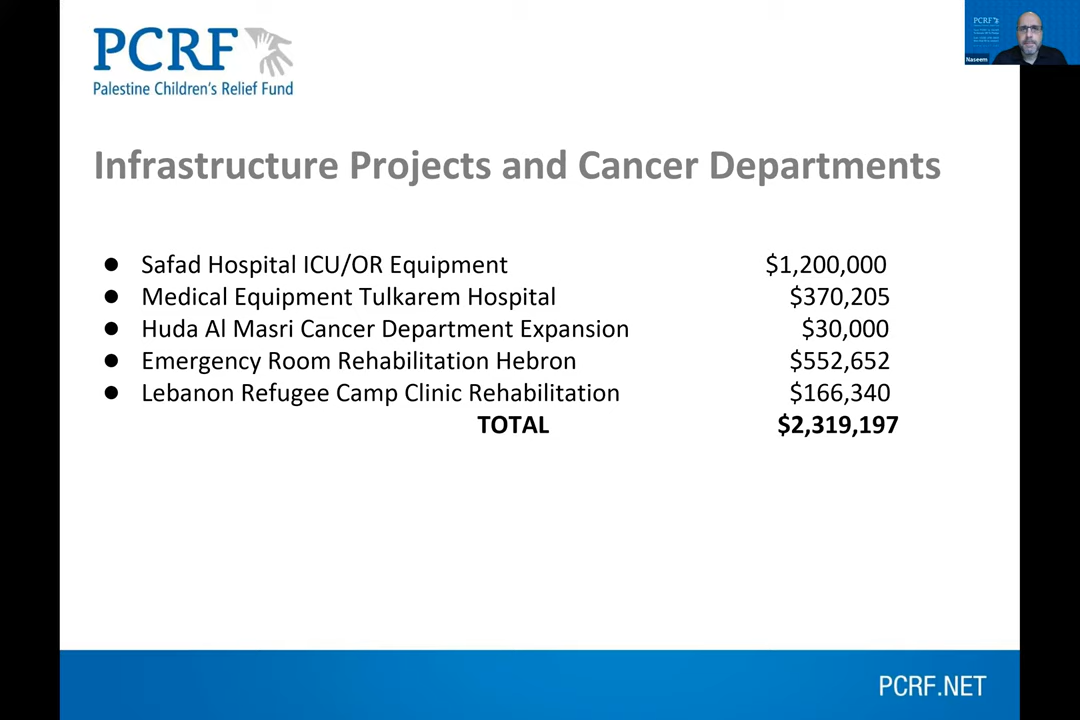 PCRF
Palestine Children's Relief Fund
PCRF
Naseem
Infrastructure Projects and Cancer Departments
● Safad Hospital ICU/OR Equipment $1,200,000
● Medical Equipment Tulkarem Hospital $370,205
● Huda Al Masri Cancer Department Expansion $30,000
● Emergency Room Rehabilitation Hebron $552,652
● Lebanon Refugee Camp Clinic Rehabilitation $166,340
TOTAL $2,319,197
PCRF.NET